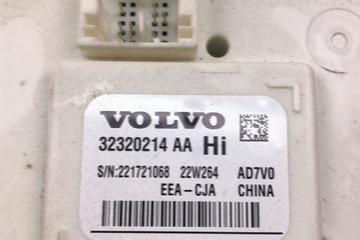 VOLVO
32320214 AA Hi
S/N:221721068 22W264 AD7V0
EEA-CJA CHINA